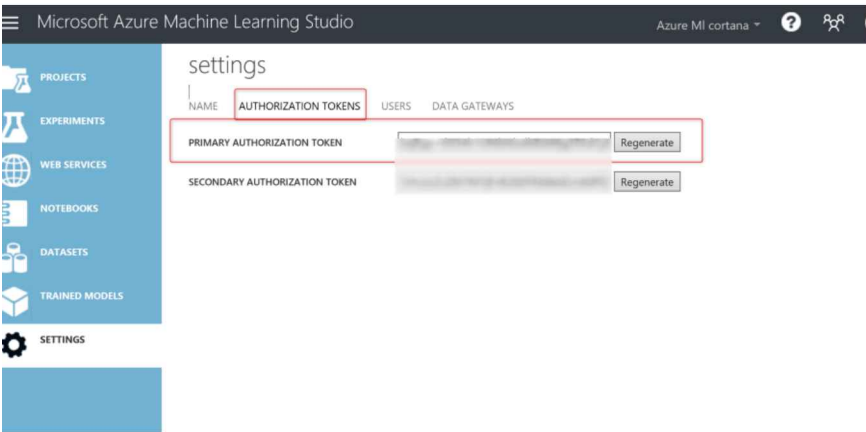 Microsoft Azure Machine Learning Studio
Azure Ml cortana
?
PROJECTS
EXPERIMENTS
WEB SERVICES
NOTEBOOKS
DATASETS
TRAINED MODELS
SETTINGS
settings
NAME AUTHORIZATION TOKENS USERS DATA GATEWAYS
PRIMARY AUTHORIZATION TOKEN Regenerate
SECONDARY AUTHORIZATION TOKEN Regenerate